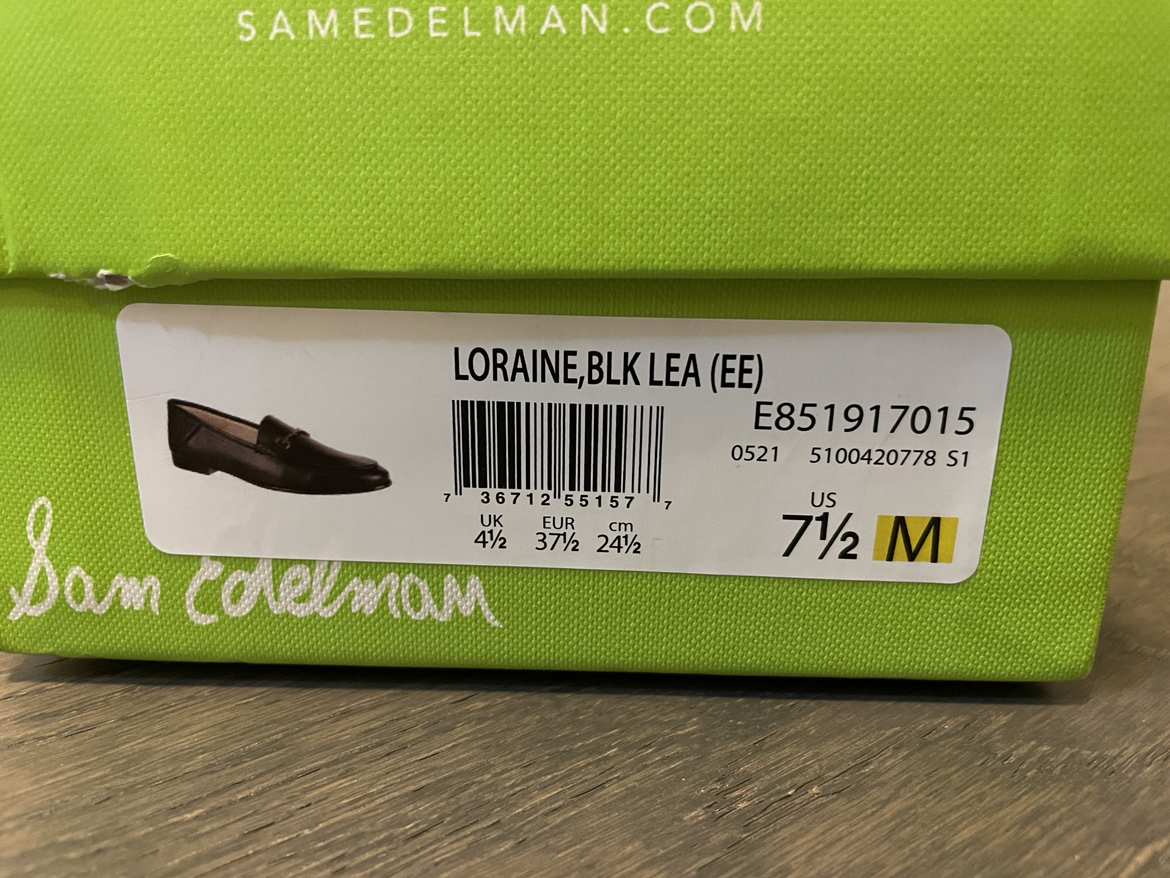 SAMEDELMAN.COM
LORAINE,BLK LEA (EE)
E851917015
0521 5100420778 S1
7 36712 55157 7
UK EUR cm
4½ 37½ 24½
US
7½ M
Sam Edelman